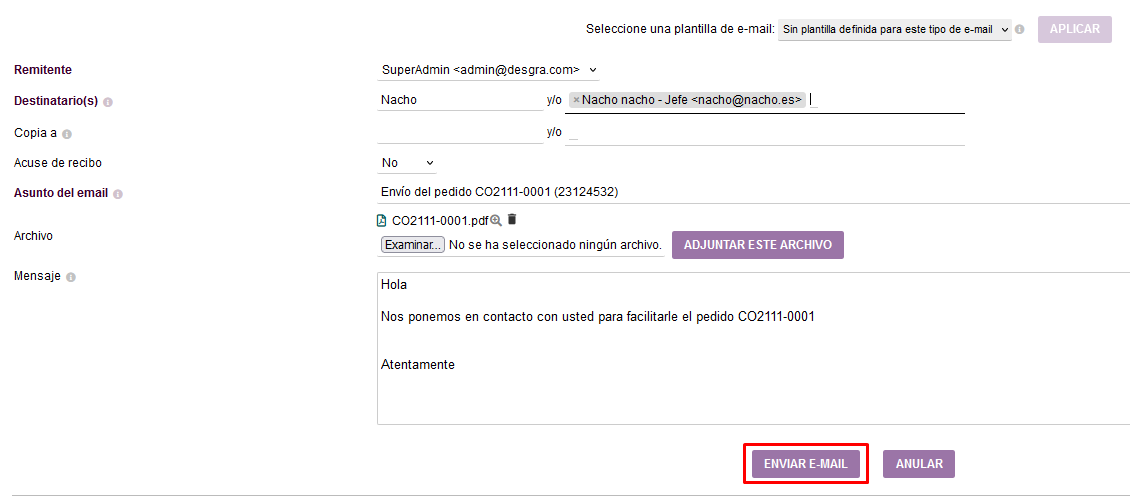 Seleccione una plantilla de e-mail: Sin plantilla definida para este tipo de e-mail APLICAR
Remitente SuperAdmin <admin@desgra.com>
Destinatario(s) Nacho y/o × Nacho nacho - Jefe <nacho@nacho.es>
Copia a y/o
Acuse de recibo No
Asunto del email Envío del pedido CO2111-0001 (23124532)
CO2111-0001.pdf
Archivo
Examinar... No se ha seleccionado ningún archivo. ADJUNTAR ESTE ARCHIVO
Mensaje
Hola
Nos ponemos en contacto con usted para facilitarle el pedido CO2111-0001
Atentamente
ENVIAR E-MAIL ANULAR